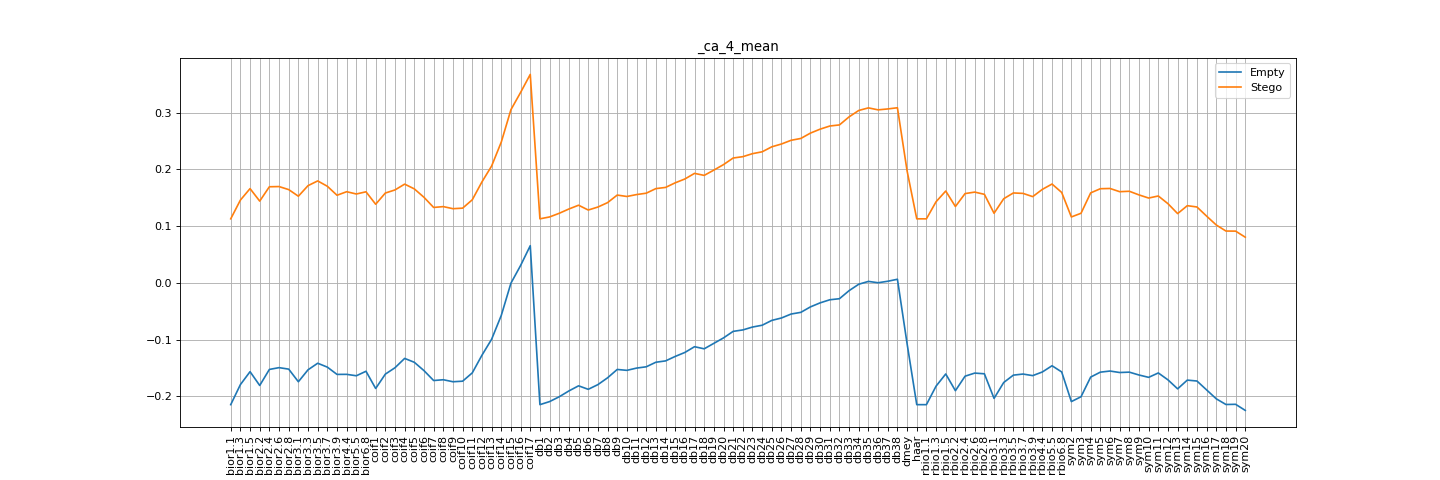 _ca_4_mean
Empty
Stego
0.3
0.2
0.1
0.0
−0.1
−0.2
bior1.1
bior1.3
bior1.5
bior2.2
bior2.4
bior2.6
bior2.8
bior3.1
bior3.3
bior3.5
bior3.7
bior3.9
bior4.4
bior5.5
bior6.8
coif1
coif2
coif3
coif4
coif5
coif6
coif7
coif8
coif9
coif10
coif11
coif12
coif13
coif14
coif15
coif16
coif17
db1
db2
db3
db4
db5
db6
db7
db8
db9
db10
db11
db12
db13
db14
db15
db16
db17
db18
db19
db20
db21
db22
db23
db24
db25
db26
db27
db28
db29
db30
db31
db32
db33
db34
db35
db36
db37
db38
dmey
haar
rbio1.1
rbio1.3
rbio1.5
rbio2.2
rbio2.4
rbio2.6
rbio2.8
rbio3.1
rbio3.3
rbio3.5
rbio3.7
rbio3.9
rbio4.4
rbio5.5
rbio6.8
sym2
sym3
sym4
sym5
sym6
sym7
sym8
sym9
sym10
sym11
sym12
sym13
sym14
sym15
sym16
sym17
sym18
sym19
sym20